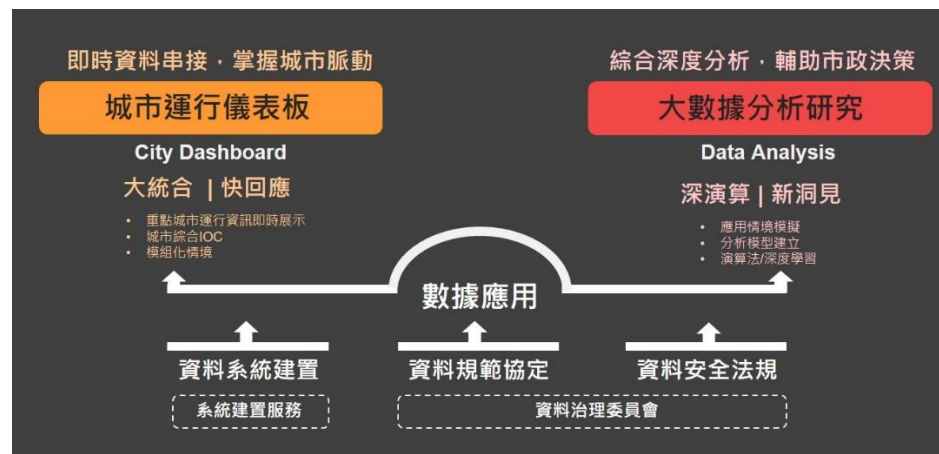 即時資料串接．掌握城市脈動
城市運行儀表板
City Dashboard
大統合 | 快回應
• 重點城市運行資訊即時展示
• 城市綜合IOC
• 模組化情境
綜合深度分析．輔助市政決策
大數據分析研究
Data Analysis
深演算 | 新洞見
• 應用情境模擬
• 分析模型建立
• 演算法/深度學習
數據應用
資料系統建置
資料規範協定
資料安全法規
系統建置服務
資料治理委員會